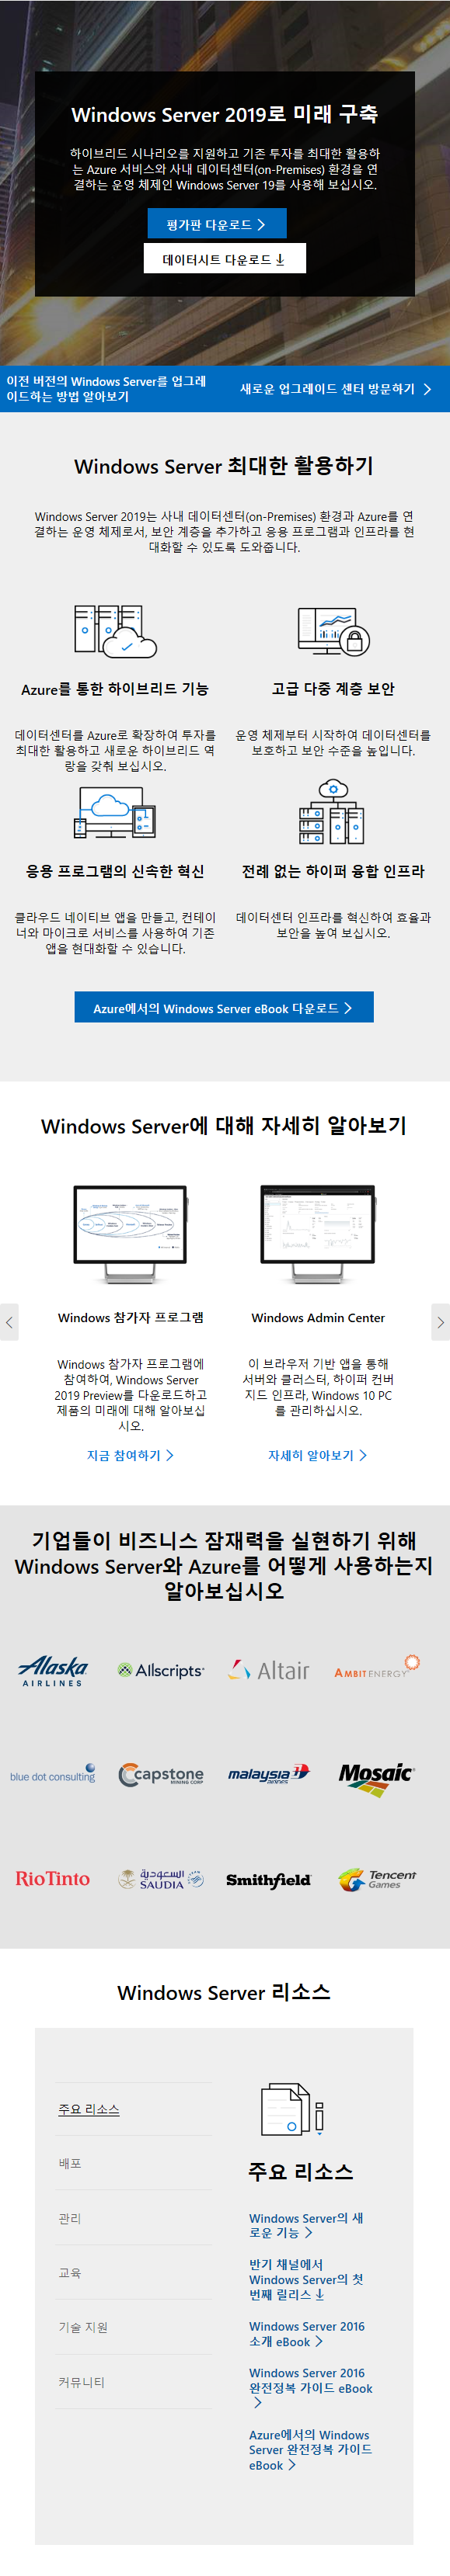 Windows Server 2019로 미래 구축
하이브리드 시나리오를 지원하고 기존 투자를 최대한 활용하
는 Azure 서비스와 사내 데이터센터(on-Premises) 환경을 연
결하는 운영 체제인 Windows Server 19를 사용해 보십시오.
평가판 다운로드
데이터시트 다운로드
이전 버전의 Windows Server를 업그레
이드하는 방법 알아보기
새로운 업그레이드 센터 방문하기
Windows Server 최대한 활용하기
Windows Server 2019는 사내 데이터센터(on-Premises) 환경과 Azure를 연
결하는 운영 체제로서, 보안 계층을 추가하고 응용 프로그램과 인프라를 현
대화할 수 있도록 도와줍니다.
Azure를 통한 하이브리드 기능
데이터센터를 Azure로 확장하여 투자를
최대한 활용하고 새로운 하이브리드 역
량을 갖춰 보십시오.
고급 다중 계층 보안
운영 체제부터 시작하여 데이터센터를
보호하고 보안 수준을 높입니다.
응용 프로그램의 신속한 혁신
클라우드 네이티브 앱을 만들고, 컨테이
너와 마이크로 서비스를 사용하여 기존
앱을 현대화할 수 있습니다.
전례 없는 하이퍼 융합 인프라
데이터센터 인프라를 혁신하여 효율과
보안을 높여 보십시오.
Azure에서의 Windows Server eBook 다운로드
Windows Server에 대해 자세히 알아보기
Windows 참가자 프로그램
Windows 참가자 프로그램에
참여하여, Windows Server
2019 Preview를 다운로드하고
제품의 미래에 대해 알아보십
시오.
지금 참여하기
Windows Admin Center
이 브라우저 기반 앱을 통해
서버와 클러스터, 하이퍼 컨버
지드 인프라, Windows 10 PC
를 관리하십시오.
자세히 알아보기
기업들이 비즈니스 잠재력을 실현하기 위해
Windows Server와 Azure를 어떻게 사용하는지
알아보십시오
Alaska
AIRLINES
Allscripts
Altair
AMBIT ENERGY
blue dot consulting
capstone
MINING CORP
malaysia
airlines
Mosaic
RioTinto
السعودية
SAUDIA
Smithfield
Tencent
Games
Windows Server 리소스
주요 리소스
배포
관리
교육
기술 지원
커뮤니티
주요 리소스
Windows Server의 새
로운 기능
반기 채널에서
Windows Server의 첫
번째 릴리스
Windows Server 2016
소개 eBook
Windows Server 2016
완전정복 가이드 eBook
Azure에서의 Windows
Server 완전정복 가이드
eBook